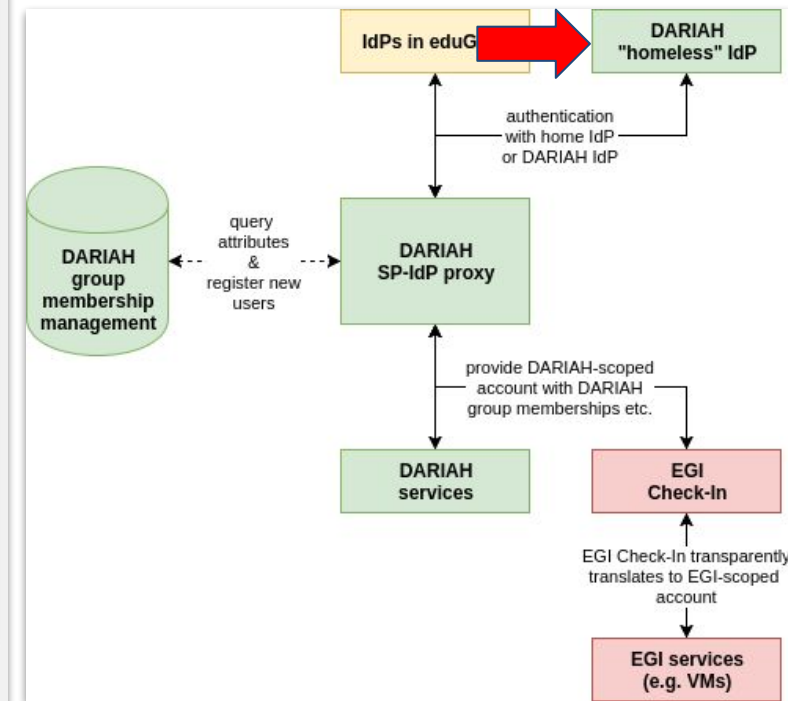 IdPs in eduG
DARIAH
"homeless" IdP
authentication
with home IdP
or DARIAH IdP
DARIAH
group
membership
management
query
attributes
&
register new
users
DARIAH
SP-IdP proxy
provide DARIAH-scoped
account with DARIAH
group memberships etc.
DARIAH
services
EGI
Check-In
EGI Check-In transparently
translates to EGI-scoped
account
EGI services
(e.g. VMs)